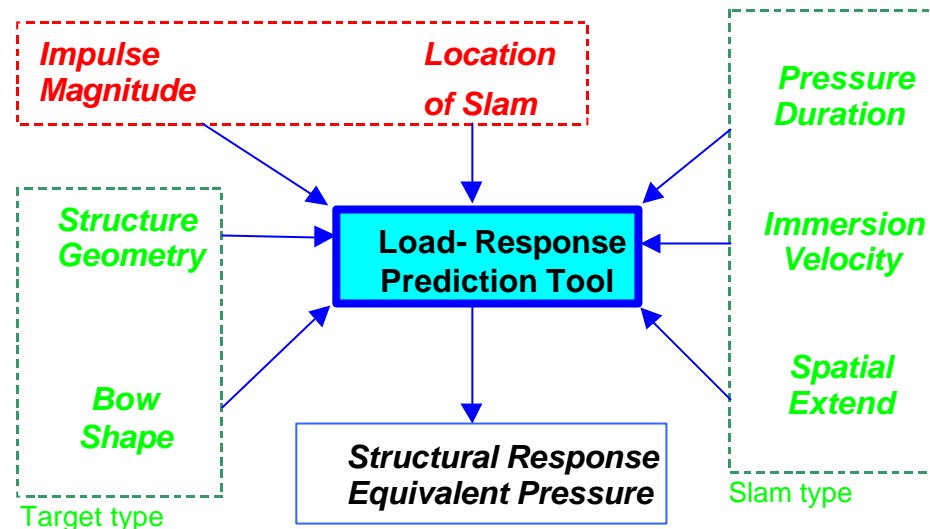 Impulse
Magnitude
Location
of Slam
Pressure
Duration
Structure
Geometry
Load- Response
Prediction Tool
Immersion
Velocity
Bow
Shape
Spatial
Extend
Structural Response
Equivalent Pressure
Target type
Slam type